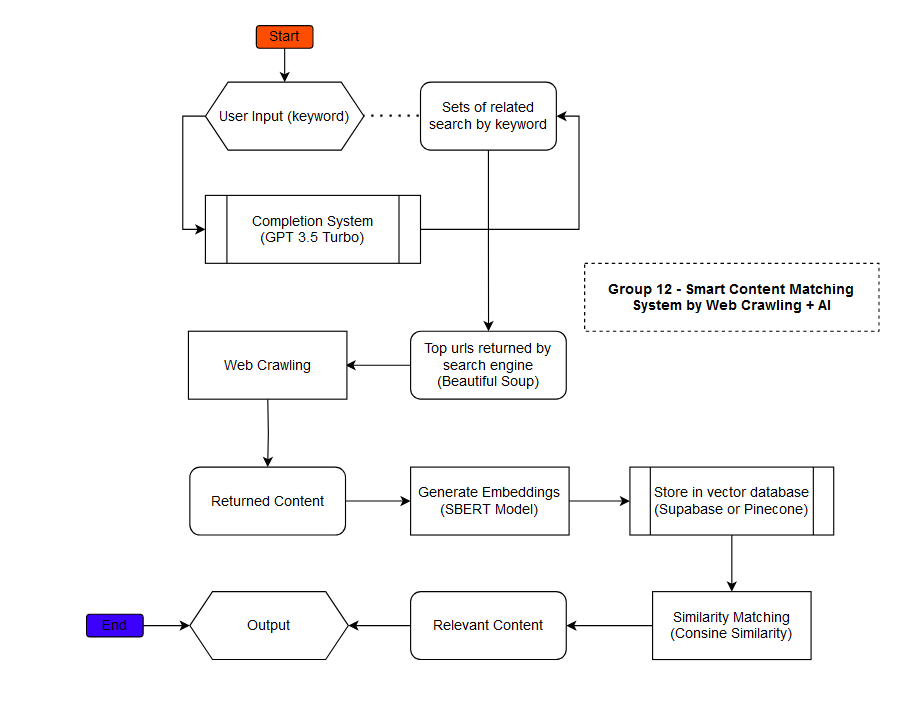 Start
User Input (keyword)
Sets of related
search by keyword
Completion System
(GPT 3.5 Turbo)
Group 12 - Smart Content Matching
System by Web Crawling + AI
Top urls returned by
search engine
(Beautiful Soup)
Web Crawling
Returned Content
Generate Embeddings
(SBERT Model)
Store in vector database
(Supabase or Pinecone)
Similarity Matching
(Consine Similarity)
Relevant Content
Output
End